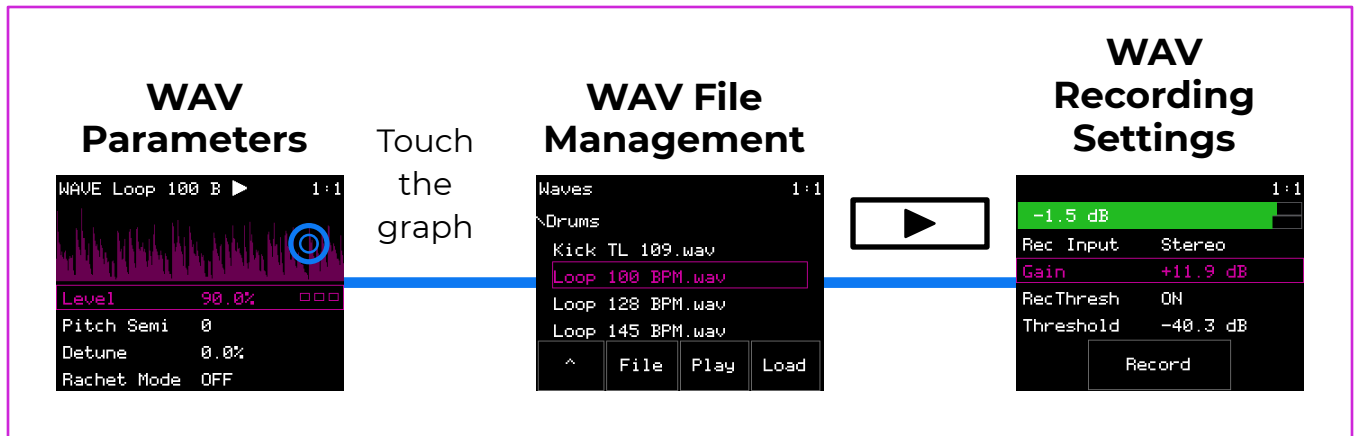 WAV
Parameters
WAVE Loop 100 B ▶ 1:1
Level 90.0%
Pitch Semi 0
Detune 0.0%
Rachet Mode OFF
Touch
the
graph
WAV File
Management
Waves 1:1
\Drums
Kick TL 109.wav
Loop 100 BPM.wav
Loop 128 BPM.wav
Loop 145 BPM.wav
^ File Play Load
WAV
Recording
Settings
1:1
-1.5 dB
Rec Input Stereo
Gain +11.9 dB
RecThresh ON
Threshold -40.3 dB
Record